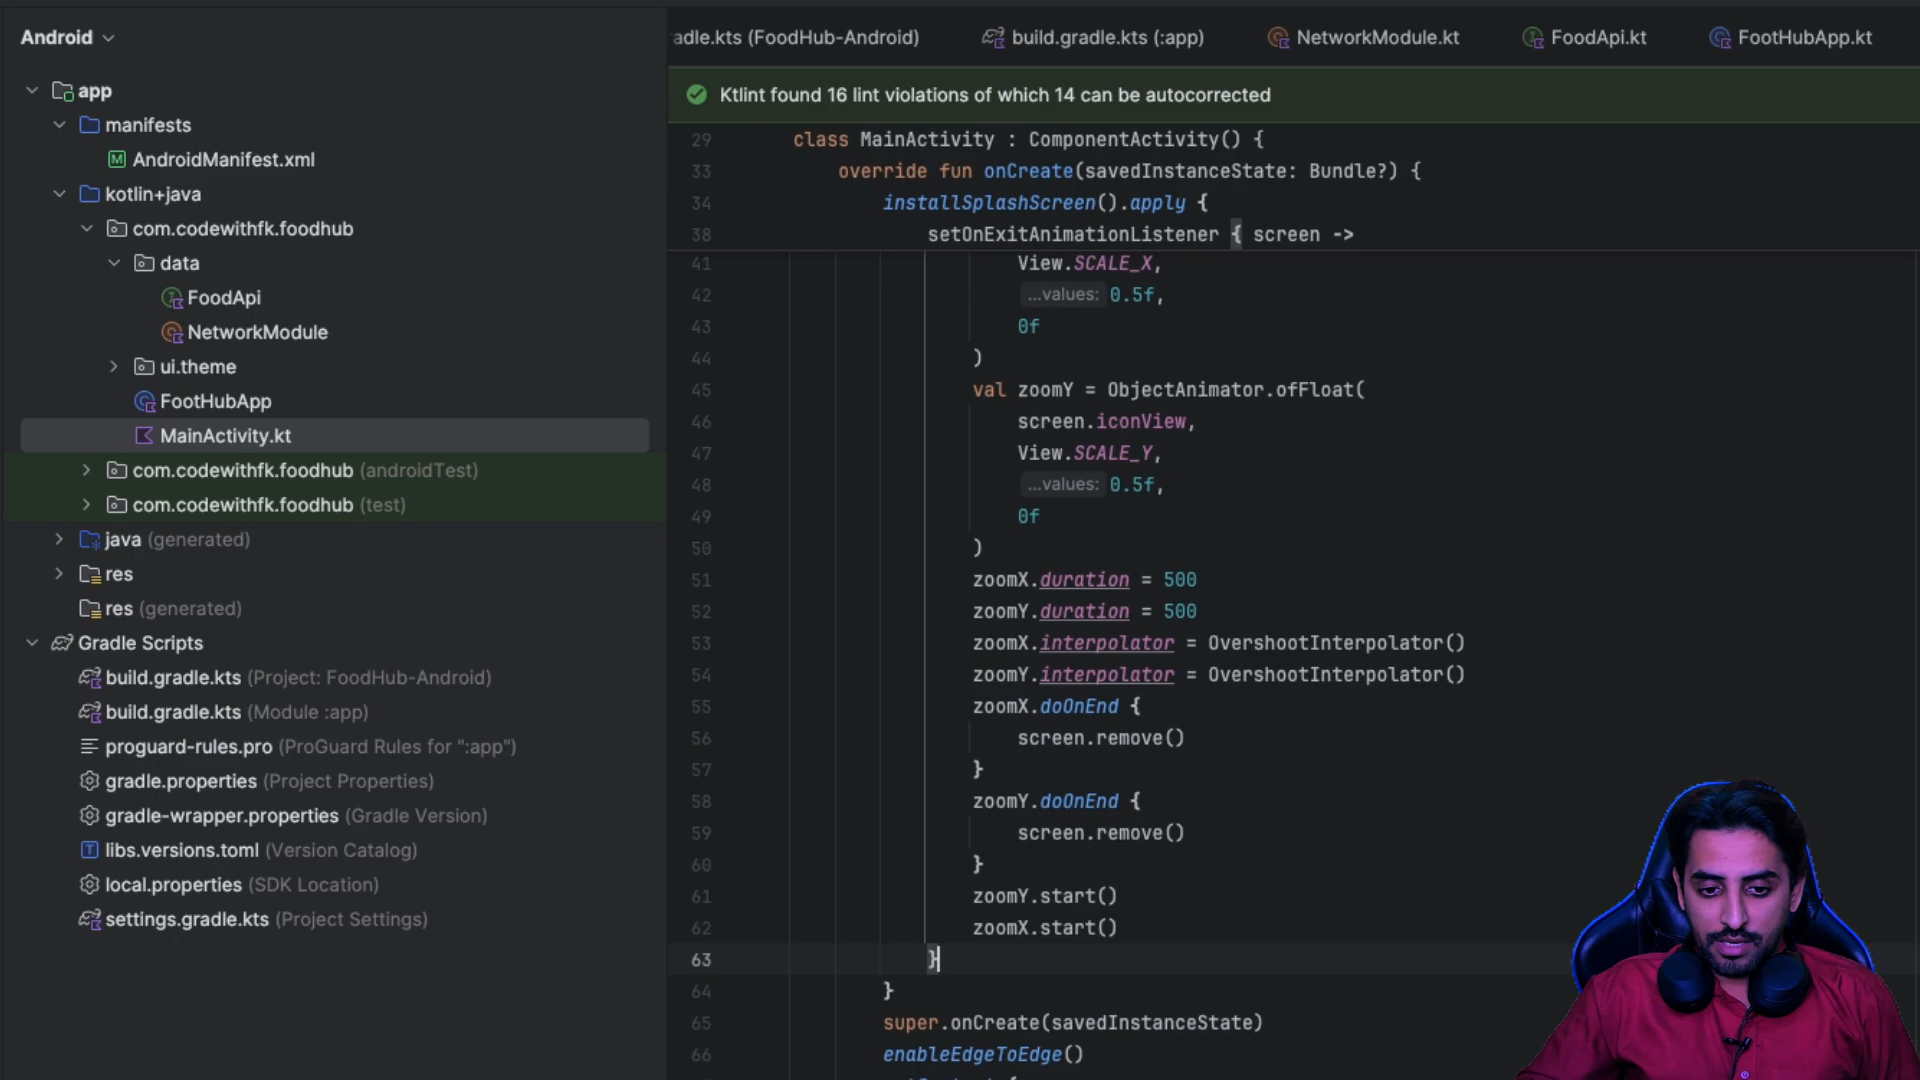 Android
app
manifests
AndroidManifest.xml
kotlin+java
com.codewithfk.foodhub
data
FoodApi
NetworkModule
ui.theme
FootHubApp
MainActivity.kt
com.codewithfk.foodhub (androidTest)
com.codewithfk.foodhub (test)
java (generated)
res
res (generated)
Gradle Scripts
build.gradle.kts (Project: FoodHub-Android)
build.gradle.kts (Module :app)
proguard-rules.pro (ProGuard Rules for ":app")
gradle.properties (Project Properties)
gradle-wrapper.properties (Gradle Version)
libs.versions.toml (Version Catalog)
local.properties (SDK Location)
settings.gradle.kts (Project Settings)
adle.kts (FoodHub-Android) build.gradle.kts (:app) NetworkModule.kt FoodApi.kt FootHubApp.kt
Ktlint found 16 lint violations of which 14 can be autocorrected
29 class MainActivity : ComponentActivity() {
33 override fun onCreate(savedInstanceState: Bundle?) {
34 installSplashScreen().apply {
38 setOnExitAnimationListener { screen ->
41 View.SCALE_X,
42 ...values: 0.5f,
43 0f
44 )
45 val zoomY = ObjectAnimator.ofFloat(
46 screen.iconView,
47 View.SCALE_Y,
48 ...values: 0.5f,
49 0f
50 )
51 zoomX.duration = 500
52 zoomY.duration = 500
53 zoomX.interpolator = OvershootInterpolator()
54 zoomY.interpolator = OvershootInterpolator()
55 zoomX.doOnEnd {
56 screen.remove()
57 }
58 zoomY.doOnEnd {
59 screen.remove()
60 }
61 zoomY.start()
62 zoomX.start()
63 }
64 }
65 super.onCreate(savedInstanceState)
66 enableEdgeToEdge()